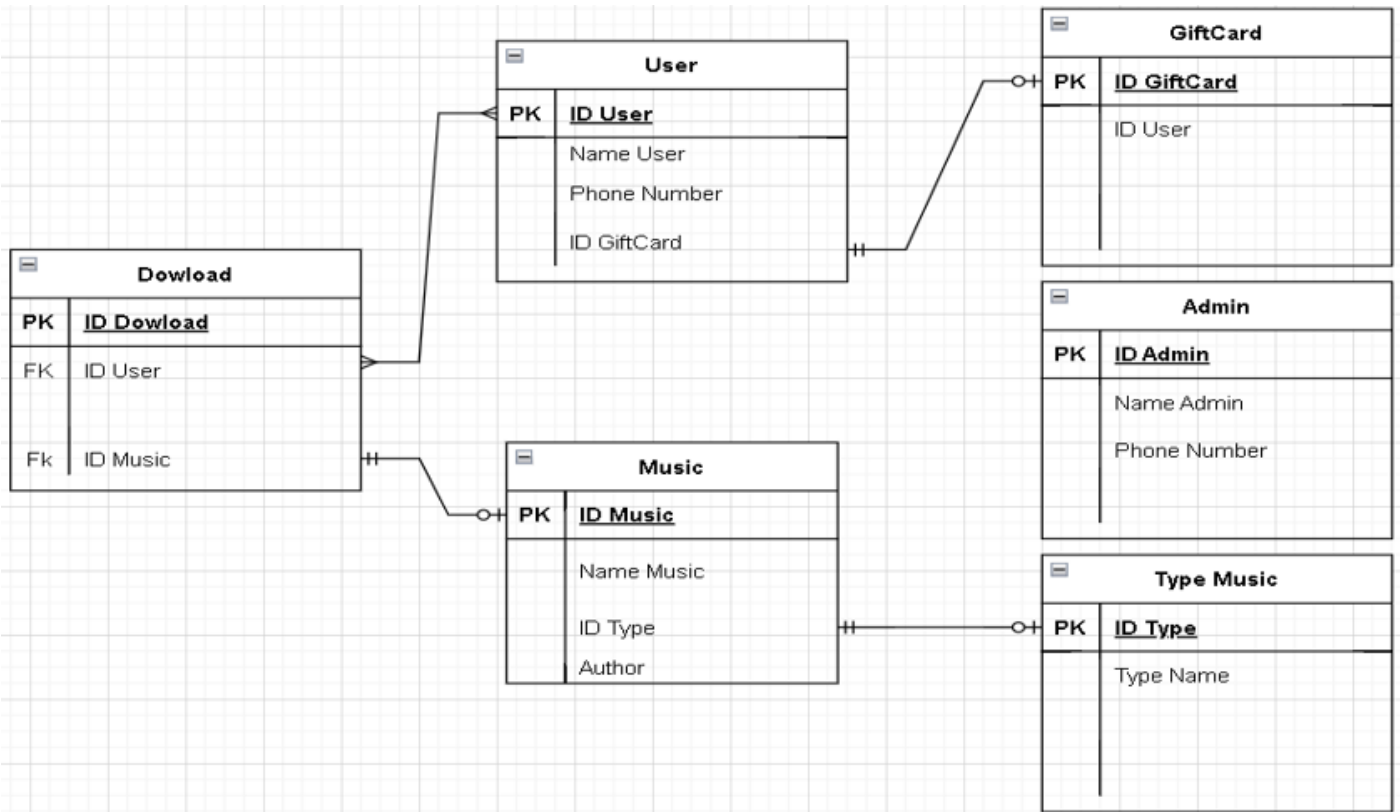 User
PK ID User
Name User
Phone Number
ID GiftCard
GiftCard
PK ID GiftCard
ID User
Dowload
PK ID Dowload
FK ID User
Fk ID Music
Admin
PK ID Admin
Name Admin
Phone Number
Music
PK ID Music
Name Music
ID Type
Author
Type Music
PK ID Type
Type Name